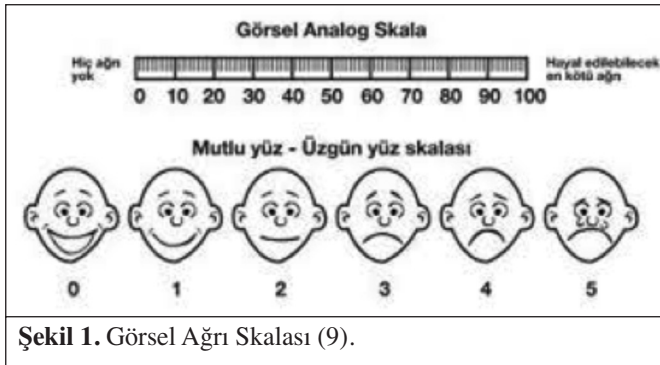 Görsel Analog Skala
Hiç ağrı
yok
Hayal edilebilecek
en kötü ağrı
0 10 20 30 40 50 60 70 80 90 100
Mutlu yüz - Üzgün yüz skalası
0 1 2 3 4 5
Şekil 1. Görsel Ağrı Skalası (9).